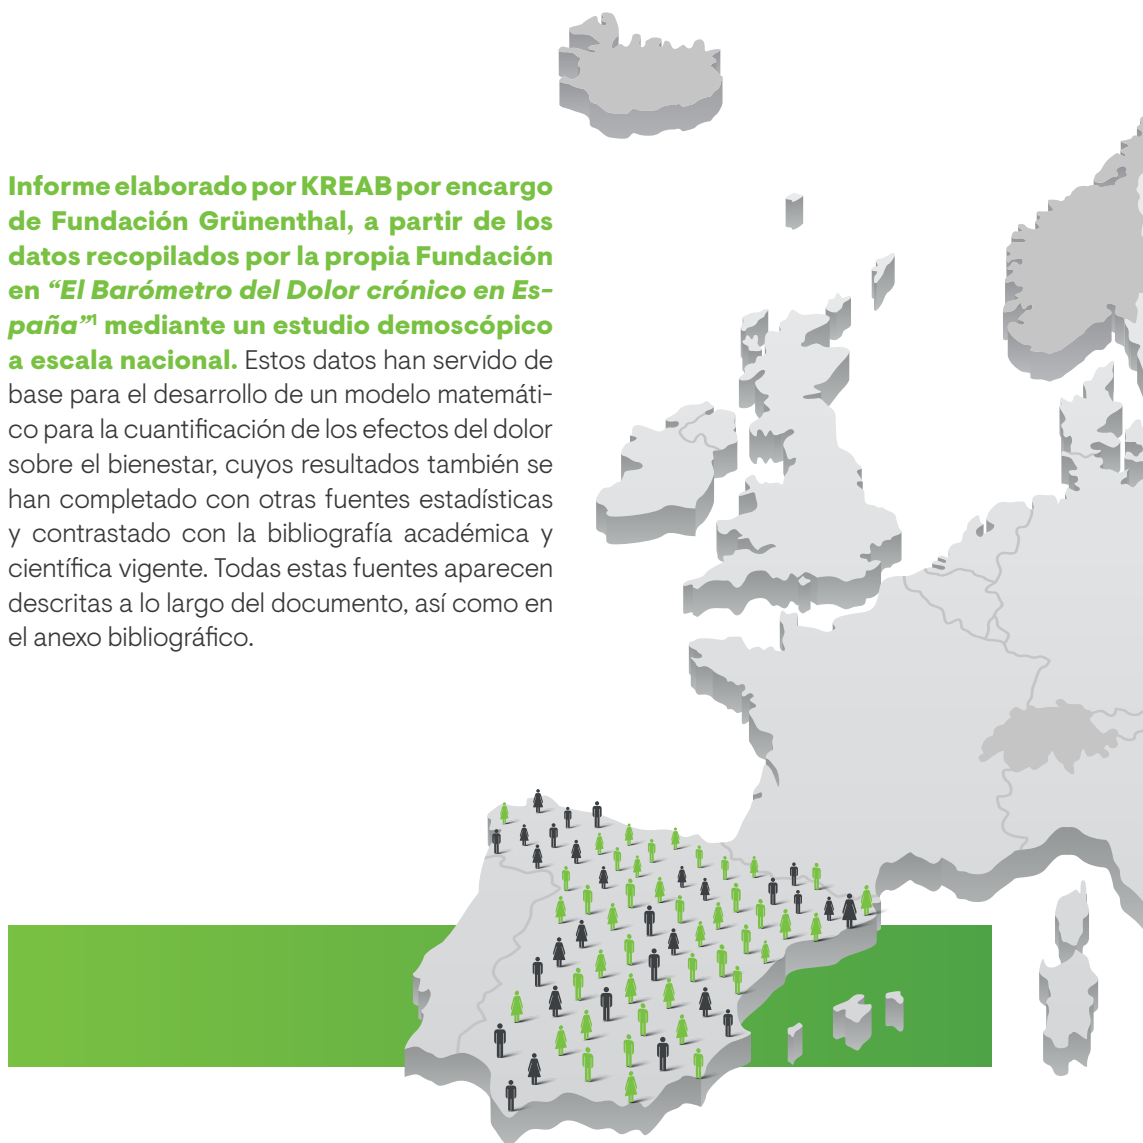 Informe elaborado por KREAB por encargo
de Fundación Grünenthal, a partir de los
datos recopilados por la propia Fundación
en “El Barómetro del Dolor crónico en Es-
paña”¹ mediante un estudio demoscópico
a escala nacional. Estos datos han servido de
base para el desarrollo de un modelo matemáti-
co para la cuantificación de los efectos del dolor
sobre el bienestar, cuyos resultados también se
han completado con otras fuentes estadísticas
y contrastado con la bibliografía académica y
científica vigente. Todas estas fuentes aparecen
descritas a lo largo del documento, así como en
el anexo bibliográfico.